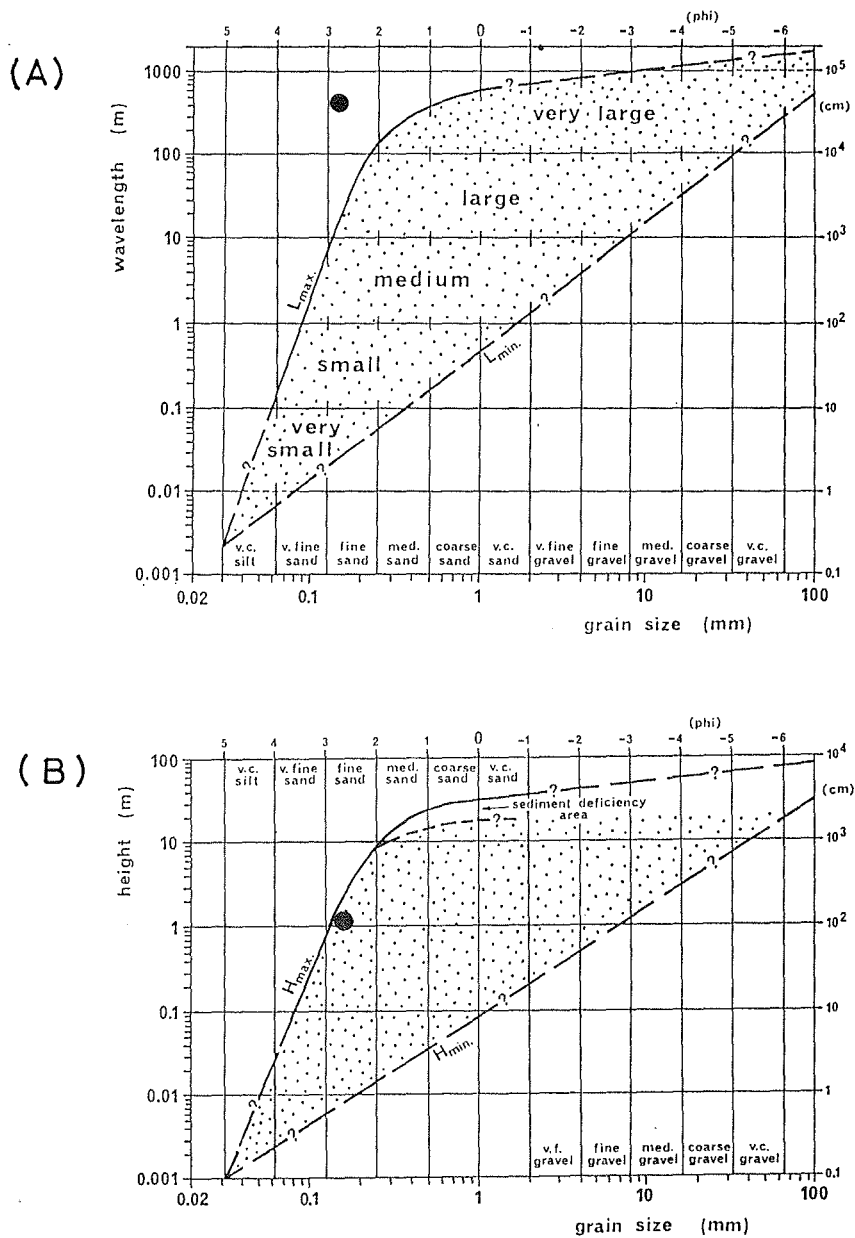 (A)
(phi)
5 4 3 2 1 0 -1 -2 -3 -4 -5 -6
wavelength (m)
1000
100
10
1
0.1
0.01
0.001
10⁵
(cm)
10⁴
10³
10²
10
1
0,1
?
?
very large
?
large
Lmax.
medium
?
Lmin.
small
very
small
?
?
v.c. silt
v. fine sand
fine sand
med. sand
coarse sand
v.c. sand
v. fine gravel
fine gravel
med. gravel
coarse gravel
v.c. gravel
0.02 0.1 1 10 100
grain size (mm)
(B)
(phi)
5 4 3 2 1 0 -1 -2 -3 -4 -5 -6
height (m)
100
10
1
0.1
0.01
0.001
10⁴
(cm)
10³
10²
10
1
0,1
v.c. silt
v. fine sand
fine sand
med. sand
coarse sand
v.c. sand
?
?
sediment deficiency
area
?
?
Hmax.
?
Hmin.
?
?
v.f. gravel
fine gravel
med. gravel
coarse gravel
v.c. gravel
0.02 0.1 1 10 100
grain size (mm)